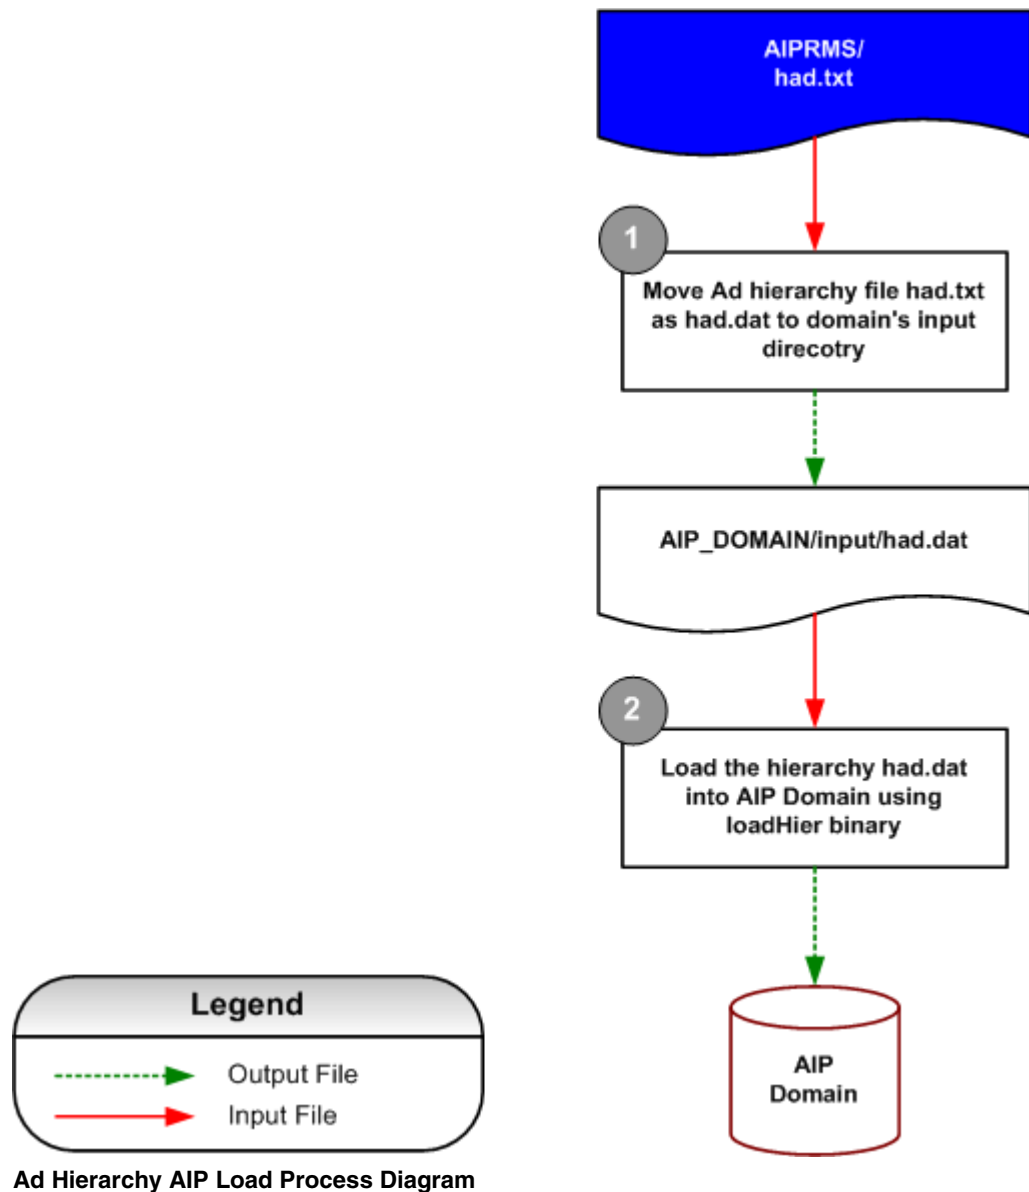 AIPRMS/
had.txt
1
Move Ad hierarchy file had.txt
as had.dat to domain's input
direcotry
AIP_DOMAIN/input/had.dat
2
Load the hierarchy had.dat
into AIP Domain using
loadHier binary
AIP
Domain
Legend
Output File
Input File
Ad Hierarchy AIP Load Process Diagram